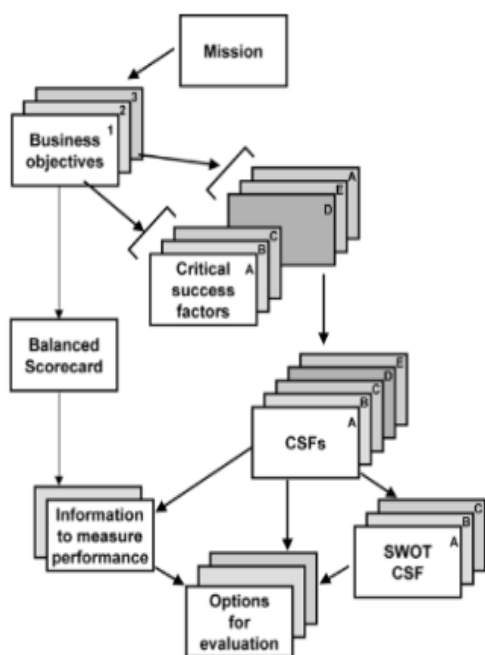 Mission
3
2
1
Business
objectives
A
E
D
C
B
A
Critical
success
factors
Balanced
Scorecard
E
D
C
B
A
CSFs
Information
to measure
performance
C
B
A
SWOT
CSF
Options
for
evaluation